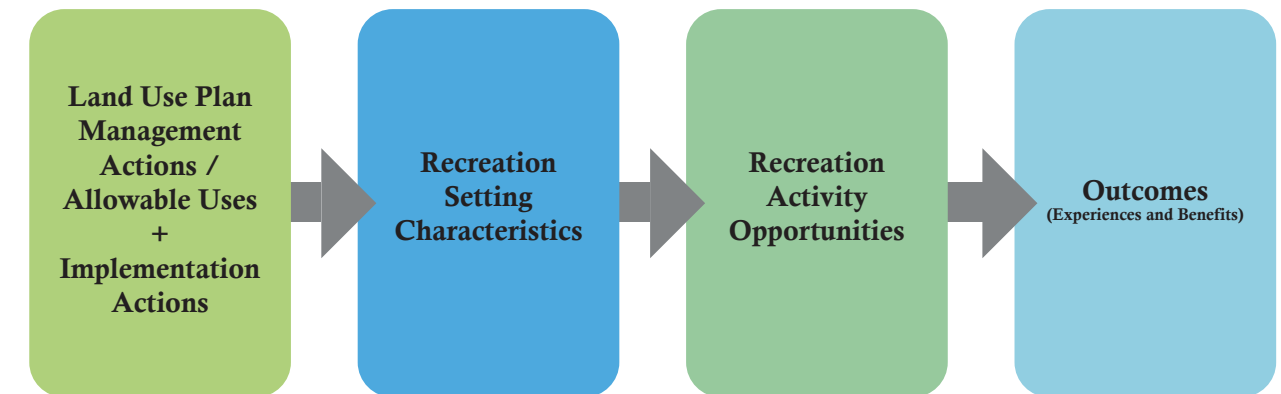 Land Use Plan
Management
Actions /
Allowable Uses
+
Implementation
Actions
Recreation
Setting
Characteristics
Recreation
Activity
Opportunities
Outcomes
(Experiences and Benefits)